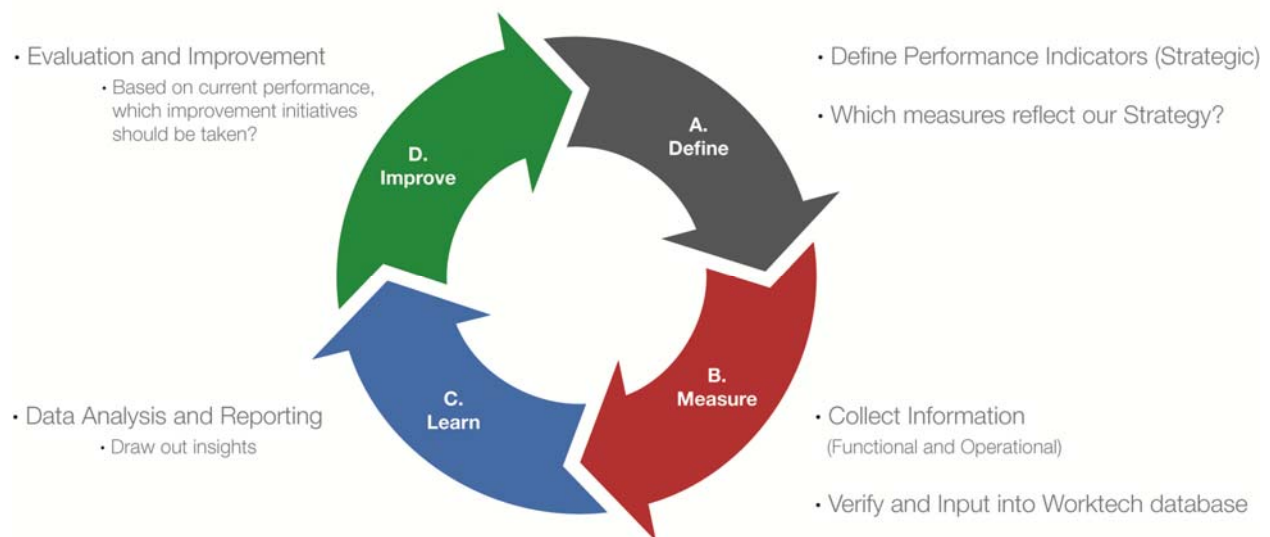 • Evaluation and Improvement
• Based on current performance,
which improvement initiatives
should be taken?
• Define Performance Indicators (Strategic)
• Which measures reflect our Strategy?
A.
Define
D.
Improve
B.
Measure
C.
Learn
• Data Analysis and Reporting
• Draw out insights
• Collect Information
(Functional and Operational)
• Verify and Input into Worktech database